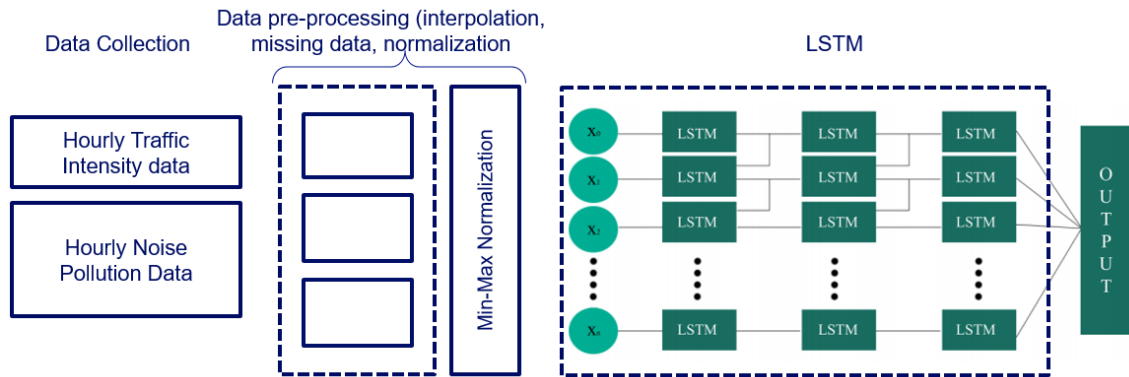 Data Collection
Data pre-processing (interpolation,
missing data, normalization
LSTM
Hourly Traffic
Intensity data
Hourly Noise
Pollution Data
Min-Max Normalization
X₀
LSTM
LSTM
LSTM
X₁
LSTM
LSTM
LSTM
X₂
LSTM
LSTM
LSTM
Xₙ
LSTM
LSTM
LSTM
OUTPUT